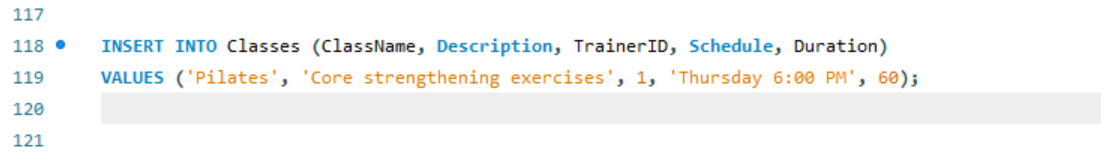 117
118 INSERT INTO Classes (ClassName, Description, TrainerID, Schedule, Duration)
119 VALUES ('Pilates', 'Core strengthening exercises', 1, 'Thursday 6:00 PM', 60);
120
121